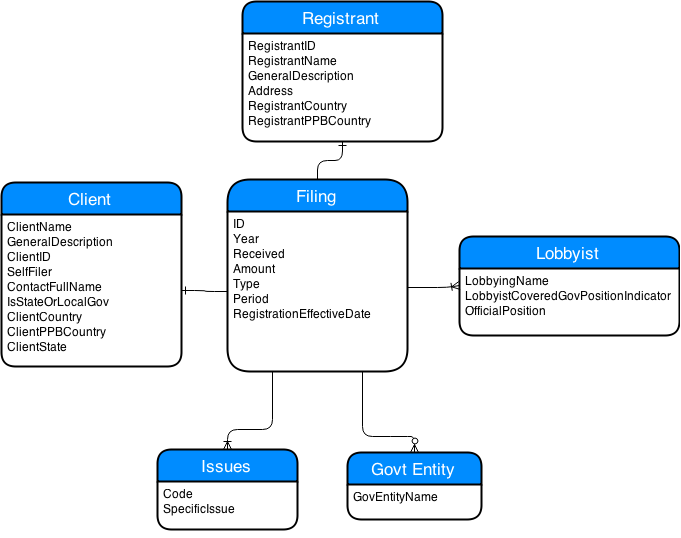 Registrant
RegistrantID
RegistrantName
GeneralDescription
Address
RegistrantCountry
RegistrantPPBCountry
Client
ClientName
GeneralDescription
ClientID
SelfFiler
ContactFullName
IsStateOrLocalGov
ClientCountry
ClientPPBCountry
ClientState
Filing
ID
Year
Received
Amount
Type
Period
RegistrationEffectiveDate
Lobbyist
LobbyingName
LobbyistCoveredGovPositionIndicator
OfficialPosition
Issues
Code
SpecificIssue
Govt Entity
GovEntityName